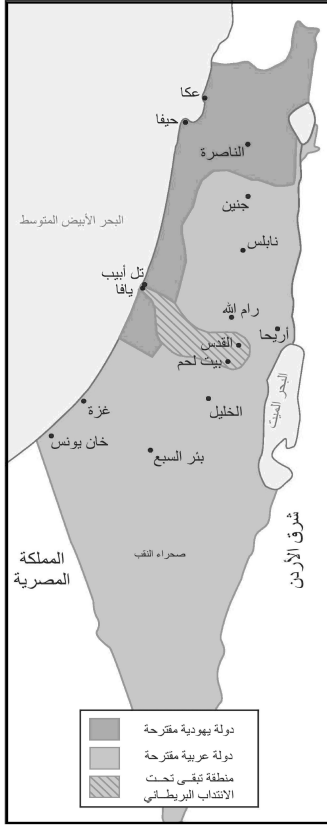 عكا
حيفا
الناصرة
جنين
البحر الأبيض المتوسط
نابلس
تل أبيب
يافا
رام الله
أريحا
القدس
بيت لحم
البحر الميت
الخليل
غزة
خان يونس
بئر السبع
شرق الأردن
صحراء النقب
المملكة
المصرية
دولة يهودية مقترحة
دولة عربية مقترحة
منطقة تبقى تحت
الانتداب البريطاني